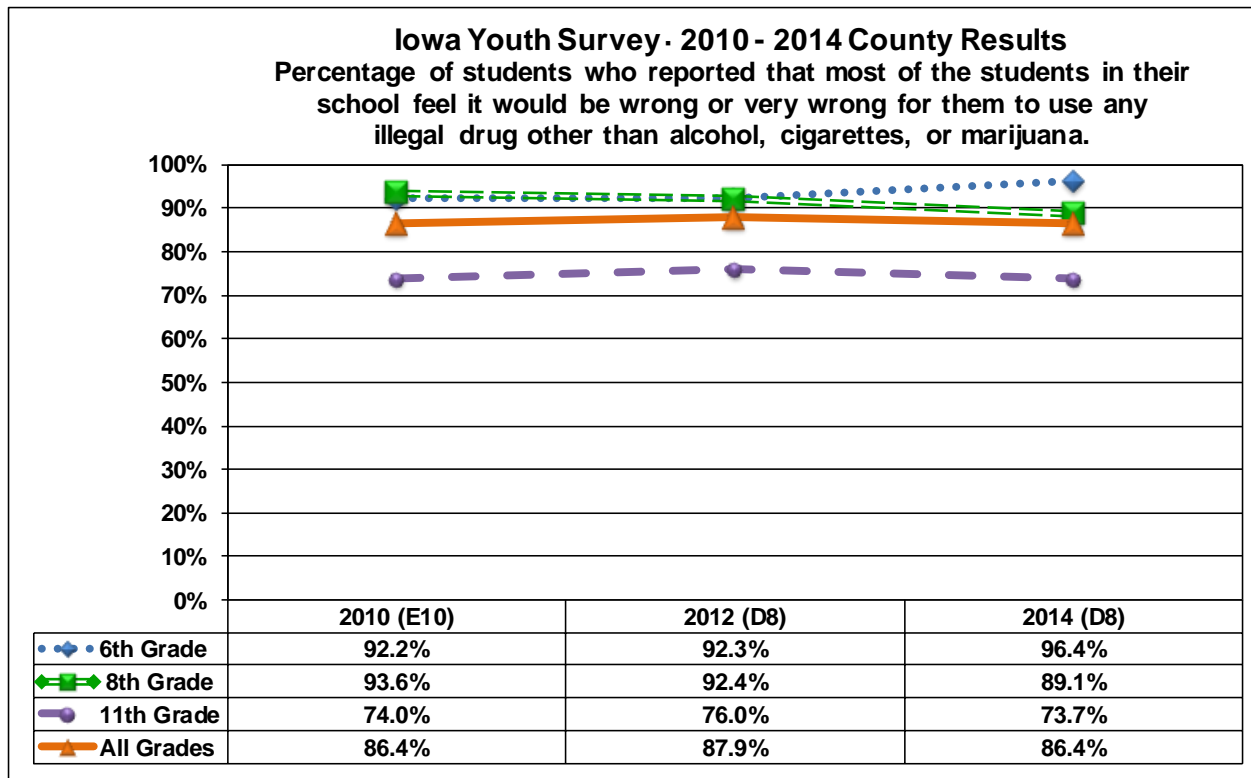 Iowa Youth Survey · 2010 - 2014 County Results
Percentage of students who reported that most of the students in their
school feel it would be wrong or very wrong for them to use any
illegal drug other than alcohol, cigarettes, or marijuana.
100%
90%
80%
70%
60%
50%
40%
30%
20%
10%
0%
2010 (E10) 2012 (D8) 2014 (D8)
6th Grade 92.2% 92.3% 96.4%
8th Grade 93.6% 92.4% 89.1%
11th Grade 74.0% 76.0% 73.7%
All Grades 86.4% 87.9% 86.4%